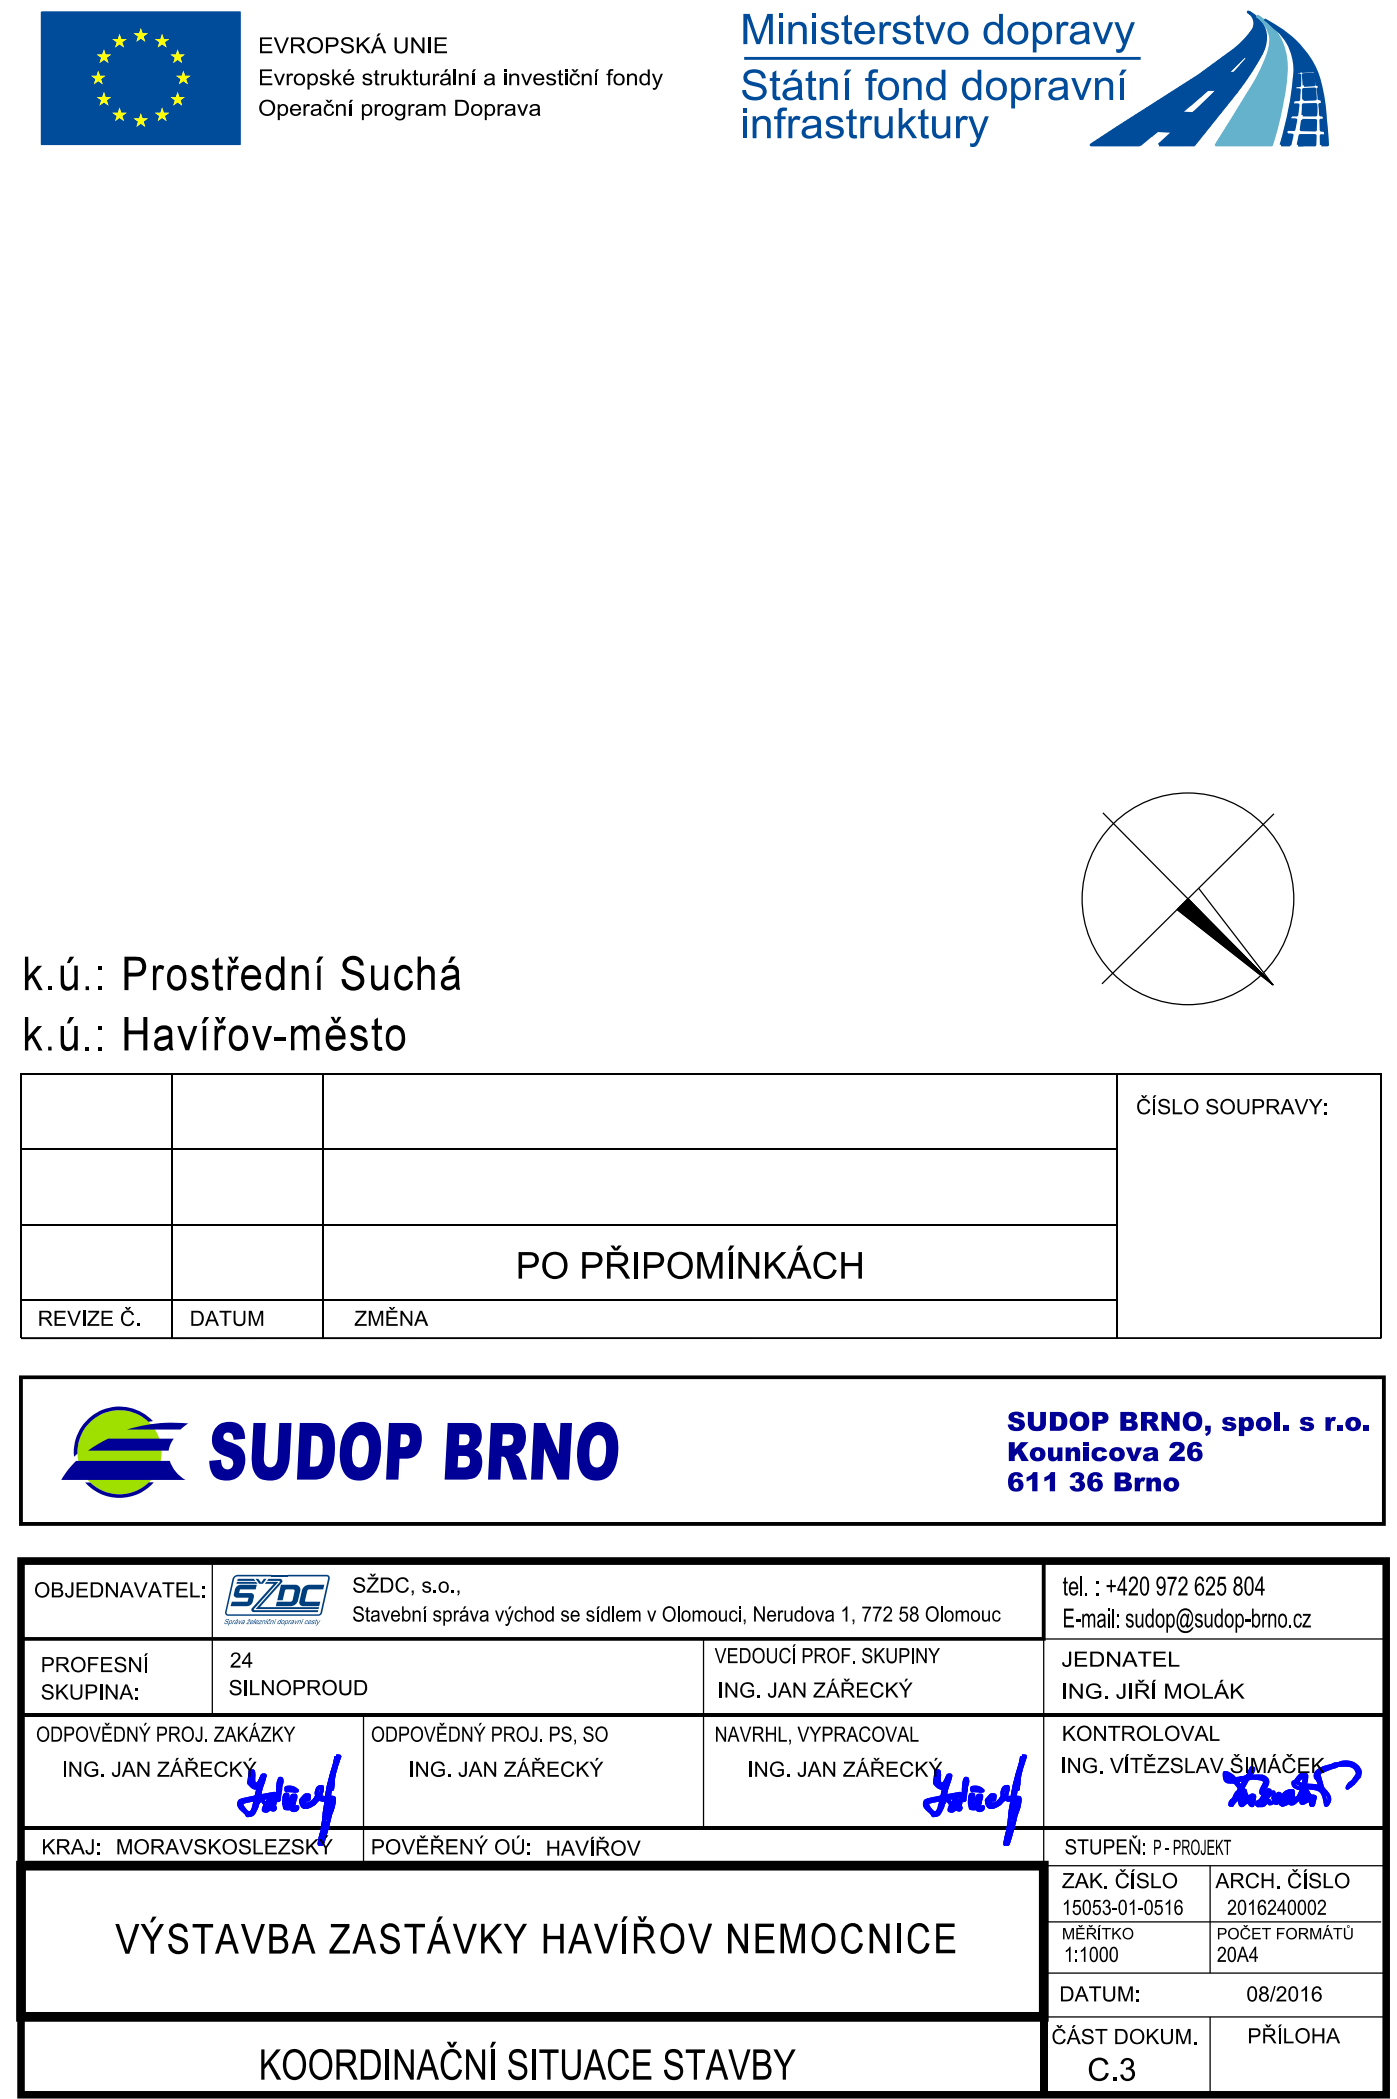 EVROPSKÁ UNIE
Evropské strukturální a investiční fondy
Operační program Doprava
Ministerstvo dopravy
Státní fond dopravní
infrastruktury
k.ú.: Prostřední Suchá
k.ú.: Havířov-město
ČÍSLO SOUPRAVY:
PO PŘIPOMÍNKÁCH
REVIZE Č. DATUM ZMĚNA
SUDOP BRNO
SUDOP BRNO, spol. s r.o.
Kounicova 26
611 36 Brno
OBJEDNAVATEL:
SŽDC
Správa železniční dopravní cesty
SŽDC, s.o.,
Stavební správa východ se sídlem v Olomouci, Nerudova 1, 772 58 Olomouc
tel. : +420 972 625 804
E-mail: sudop@sudop-brno.cz
PROFESNÍ
SKUPINA:
24
SILNOPROUD
VEDOUCÍ PROF. SKUPINY
ING. JAN ZÁŘECKÝ
JEDNATEL
ING. JIŘÍ MOLÁK
ODPOVĚDNÝ PROJ. ZAKÁZKY
ING. JAN ZÁŘECKÝ
ODPOVĚDNÝ PROJ. PS, SO
ING. JAN ZÁŘECKÝ
NAVRHL, VYPRACOVAL
ING. JAN ZÁŘECKÝ
KONTROLOVAL
ING. VÍTĚZSLAV ŠIMÁČEK
KRAJ: MORAVSKOSLEZSKÝ
POVĚŘENÝ OÚ: HAVÍŘOV
STUPEŇ: P - PROJEKT
VÝSTAVBA ZASTÁVKY HAVÍŘOV NEMOCNICE
ZAK. ČÍSLO
15053-01-0516
ARCH. ČÍSLO
2016240002
MĚŘÍTKO
1:1000
POČET FORMÁTŮ
20A4
DATUM: 08/2016
KOORDINAČNÍ SITUACE STAVBY
ČÁST DOKUM.
C.3
PŘÍLOHA